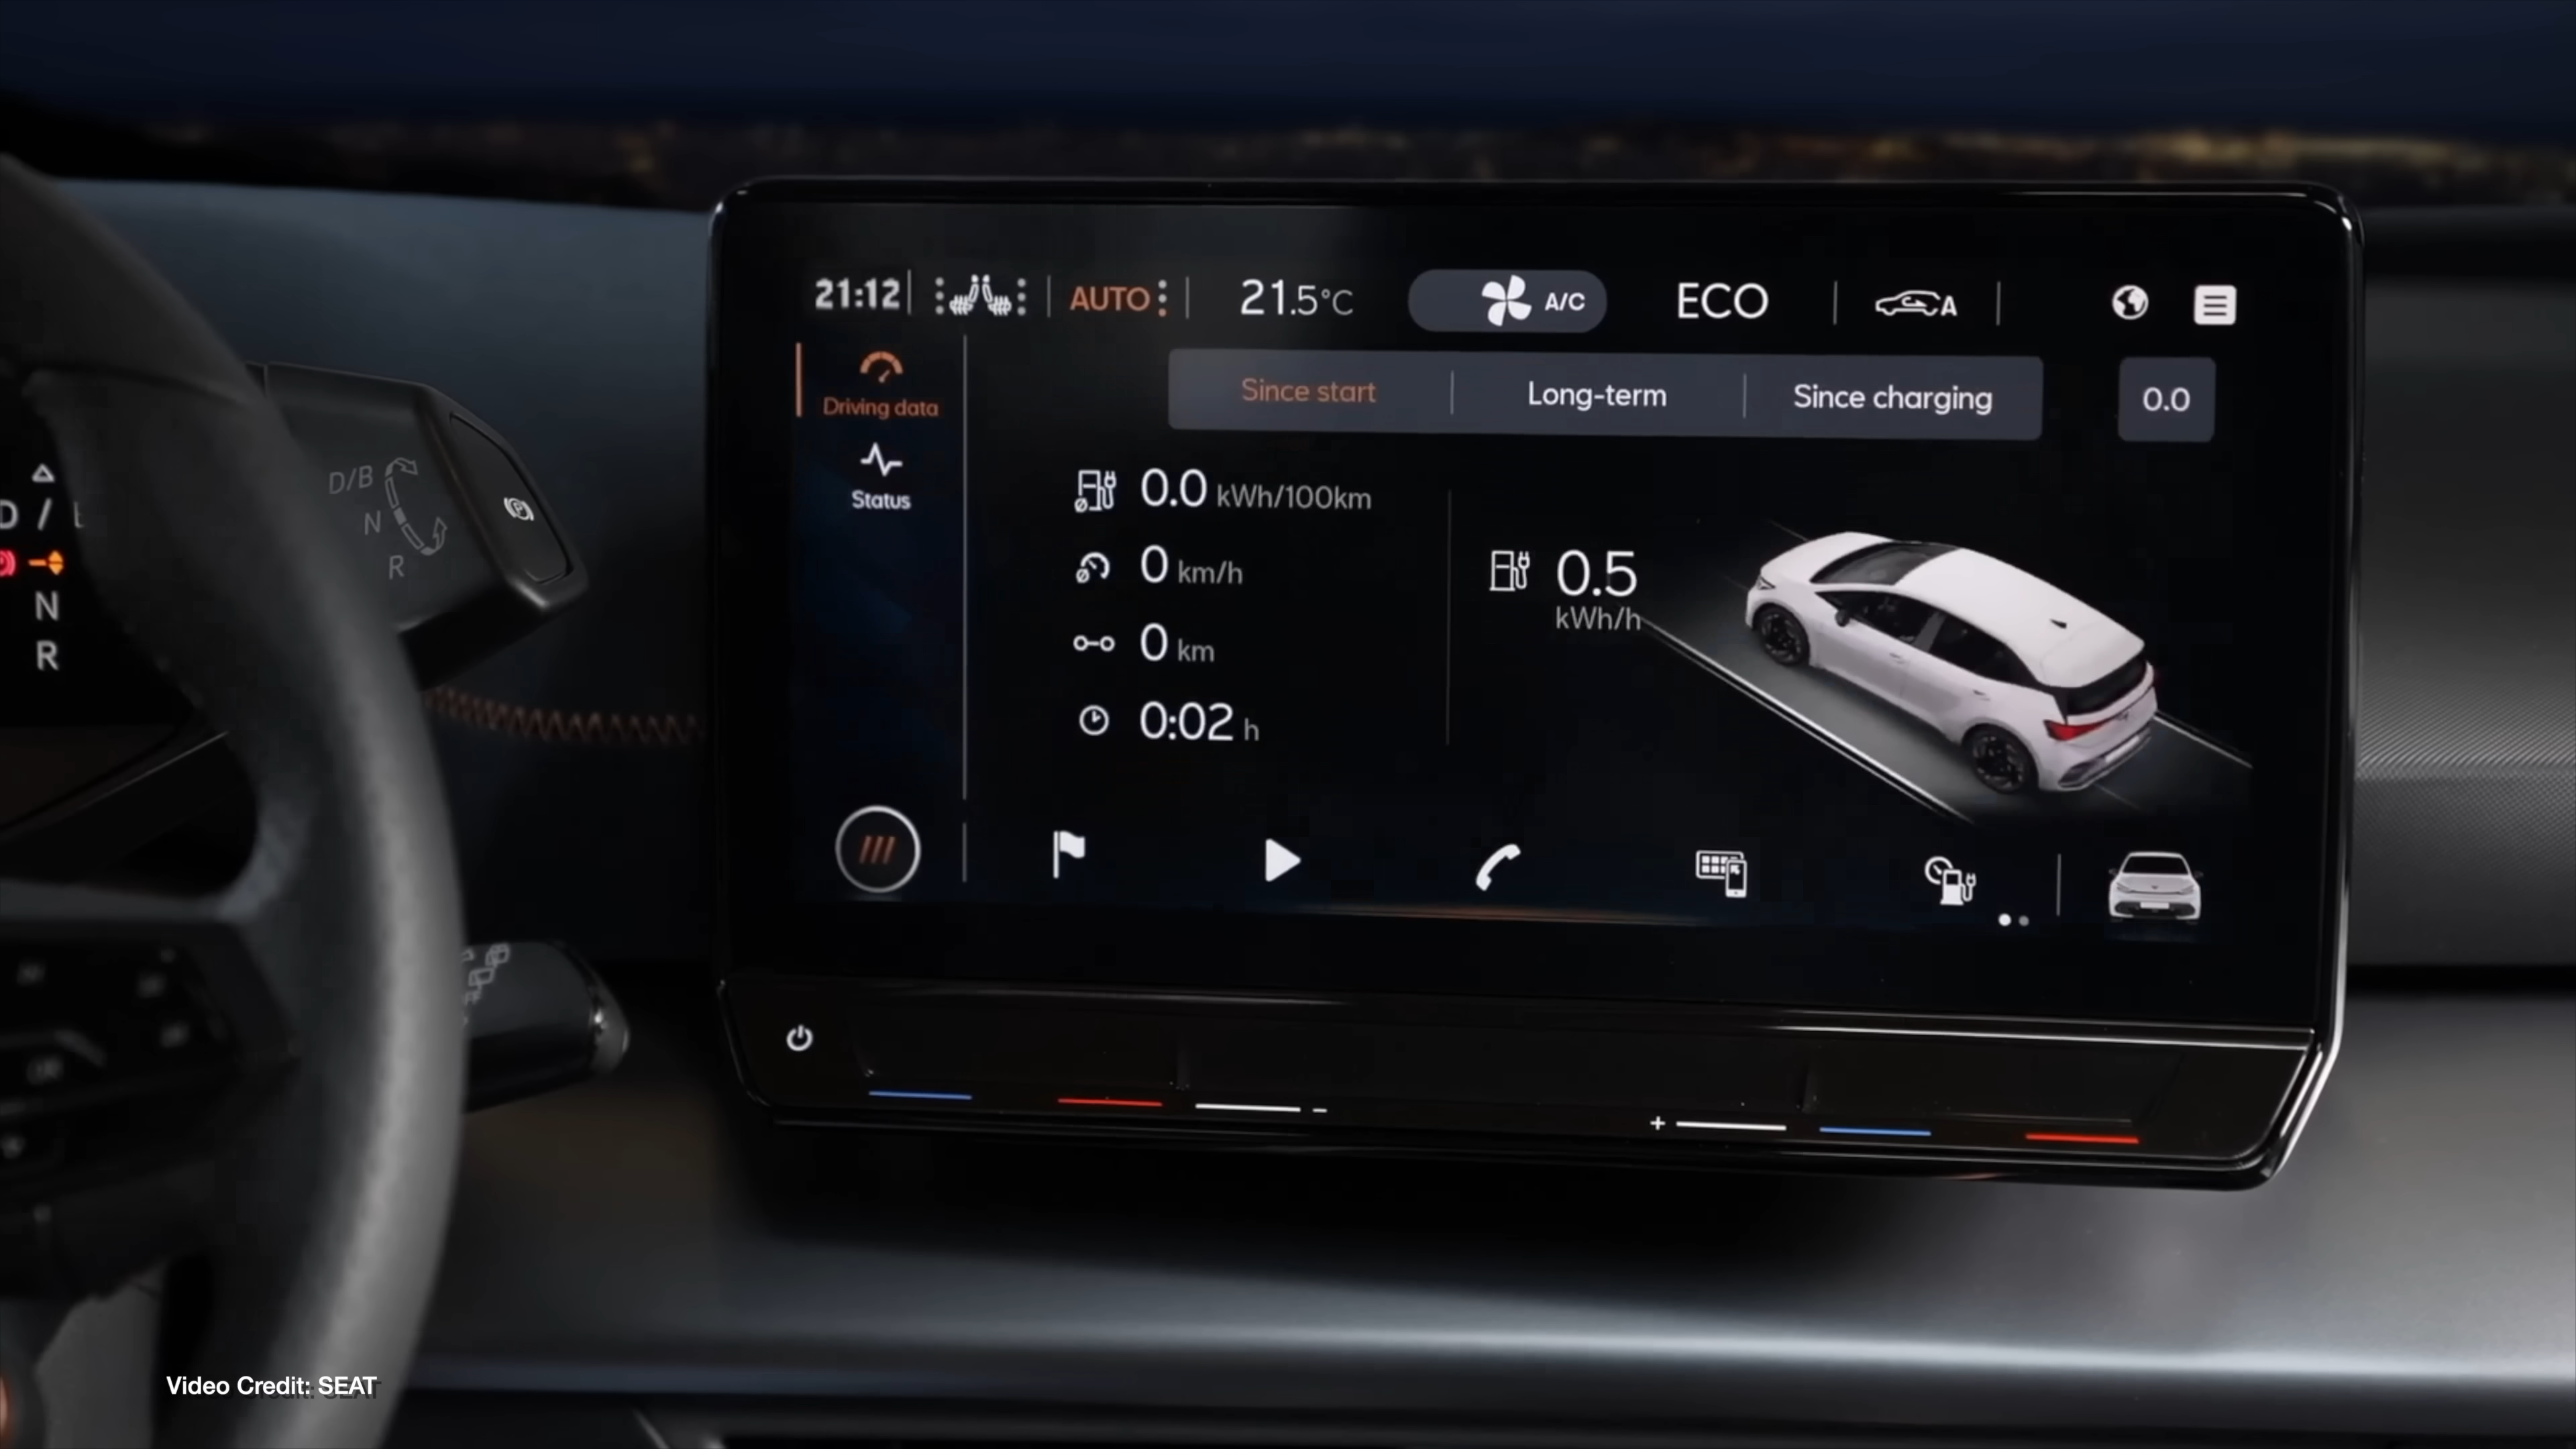 21:12 AUTO 21.5°C A/C ECO A
Driving data
Status
Since start Long-term Since charging 0.0
0.0 kWh/100km
0 km/h
0 km
0:02 h
0.5
kWh/h
D/B
N
R
P
D /
N
R
- +
Video Credit: SEAT